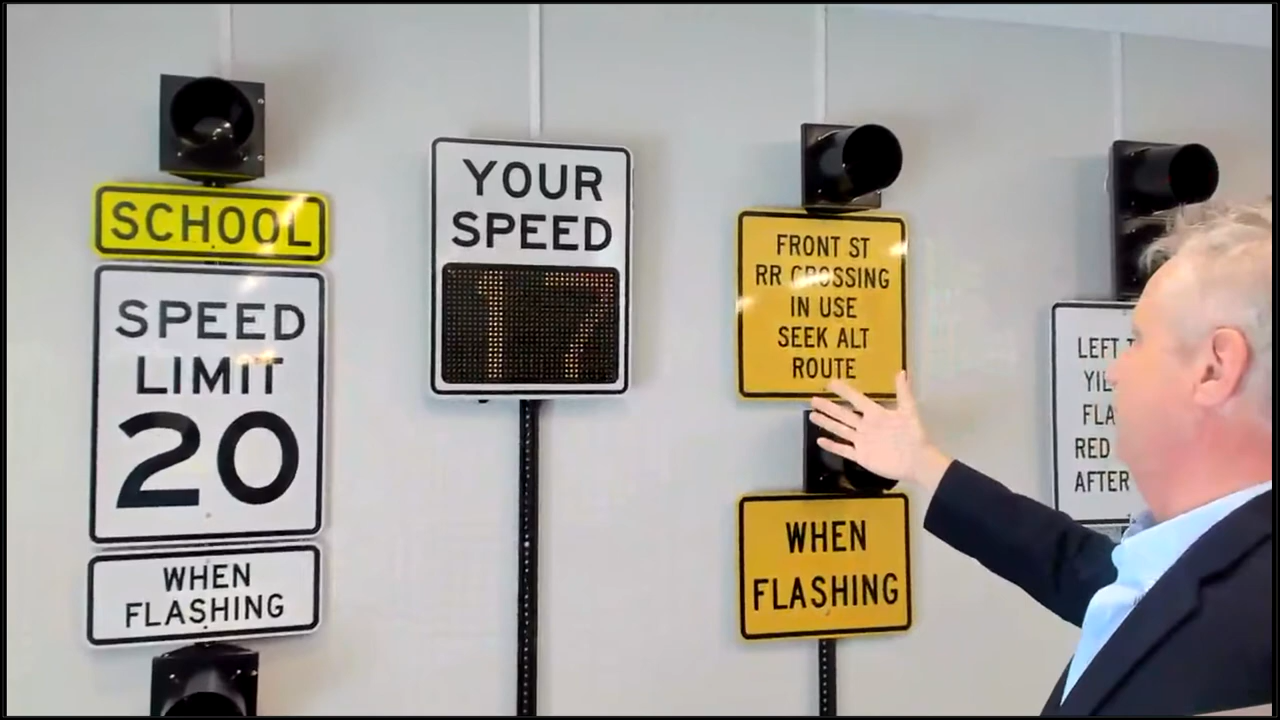 SCHOOL
SPEED
LIMIT
20
WHEN
FLASHING
YOUR
SPEED
17
FRONT ST
RR CROSSING
IN USE
SEEK ALT
ROUTE
WHEN
FLASHING
LEFT
RED
AFTER